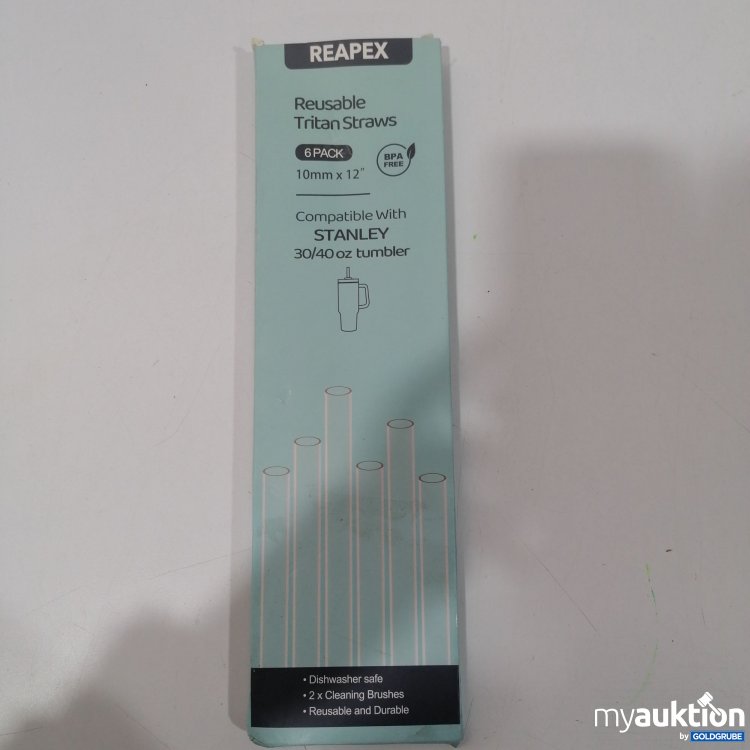 REAPEX
Reusable
Tritan Straws
6 PACK
BPA
FREE
10mm x 12"
Compatible With
STANLEY
30/40 oz tumbler
• Dishwasher safe
• 2 x Cleaning Brushes
• Reusable and Durable
myauktion
by GOLDGRUBE